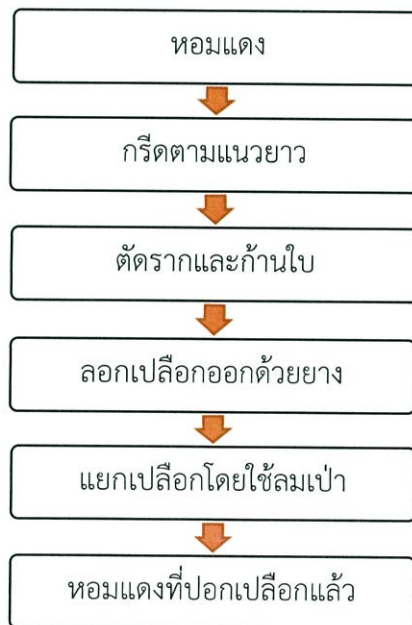 หอมแดง
กรีดตามแนวยาว
ตัดรากและก้านใบ
ลอกเปลือกออกด้วยยาง
แยกเปลือกโดยใช้ลมเป่า
หอมแดงที่ปอกเปลือกแล้ว